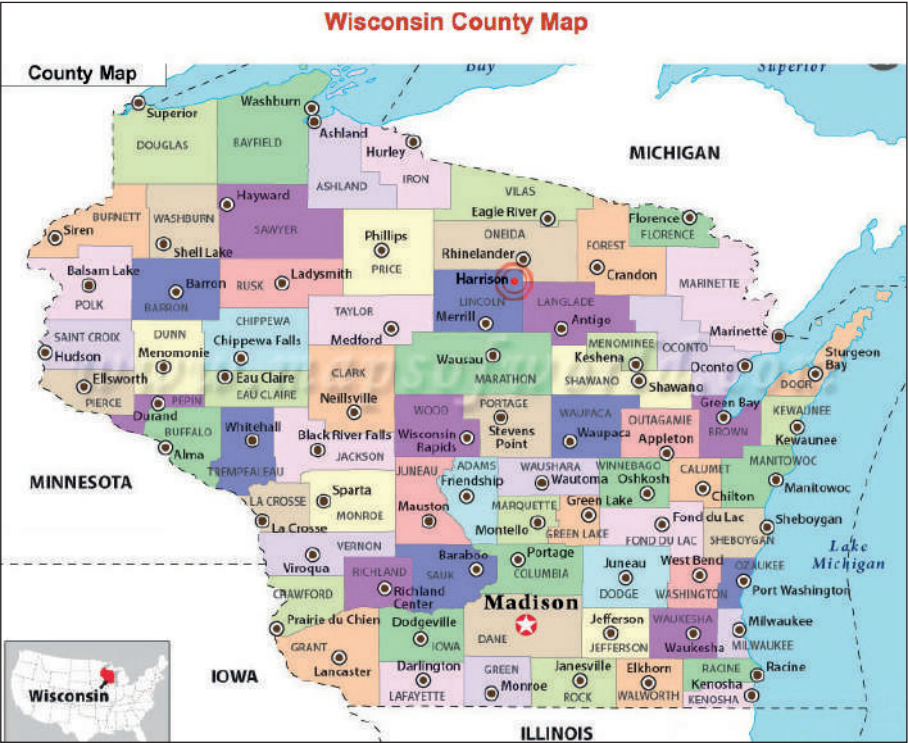 Wisconsin County Map
County Map
Bay
Superior
Washburn
Superior
Ashland
DOUGLAS
BAYFIELD
Hurley
MICHIGAN
IRON
ASHLAND
VILAS
Hayward
Eagle River
Florence
BURNETT
WASHBURN
FLORENCE
Siren
SAWYER
Phillips
ONEIDA
Shell Lake
Rhinelander
FOREST
PRICE
Crandon
Balsam Lake
Barron
Ladysmith
Harrison
MARINETTE
RUSK
POLK
BARRON
LINCOLN
LANGLADE
TAYLOR
CHIPPEWA
Merrill
Antigo
SAINT CROIX
DUNN
Chippewa Falls
Medford
Marinette
MENOMINEE
OCONTO
Hudson
Menomonie
Wausau
Keshena
Sturgeon
Bay
Oconto
Ellsworth
Eau Claire
CLARK
MARATHON
SHAWANO
Shawano
DOOR
EAU CLAIRE
PIERCE
PEPIN
Neillsville
PORTAGE
Green Bay
Durand
WOOD
WAUPACA
OUTAGAMIE
KEWAUNEE
BUFFALO
Whitehall
Black River Falls
Wisconsin
Rapids
Stevens
Point
Waupaca
Appleton
BROWN
Kewaunee
Alma
JACKSON
TREMPEALEAU
JUNEAU
ADAMS
Friendship
WAUSHARA
Wautoma
WINNEBAGO
Oshkosh
CALUMET
MANITOWOC
MINNESOTA
Sparta
Chilton
Manitowoc
LA CROSSE
MONROE
Mauston
MARQUETTE
Green Lake
La Crosse
Montello
GREEN LAKE
Fond du Lac
FOND DU LAC
Sheboygan
SHEBOYGAN
VERNON
Baraboo
Portage
Lake
Michigan
Viroqua
RICHLAND
SAUK
COLUMBIA
Juneau
West Bend
OZAUKEE
CRAWFORD
Richland
Center
DODGE
WASHINGTON
Port Washington
Madison
Prairie du Chien
Dodgeville
Jefferson
WAUKESHA
Milwaukee
GRANT
IOWA
DANE
JEFFERSON
Waukesha
MILWAUKEE
Lancaster
Darlington
GREEN
Janesville
Elkhorn
RACINE
Racine
IOWA
Kenosha
LAFAYETTE
Monroe
ROCK
WALWORTH
KENOSHA
Wisconsin
ILLINOIS